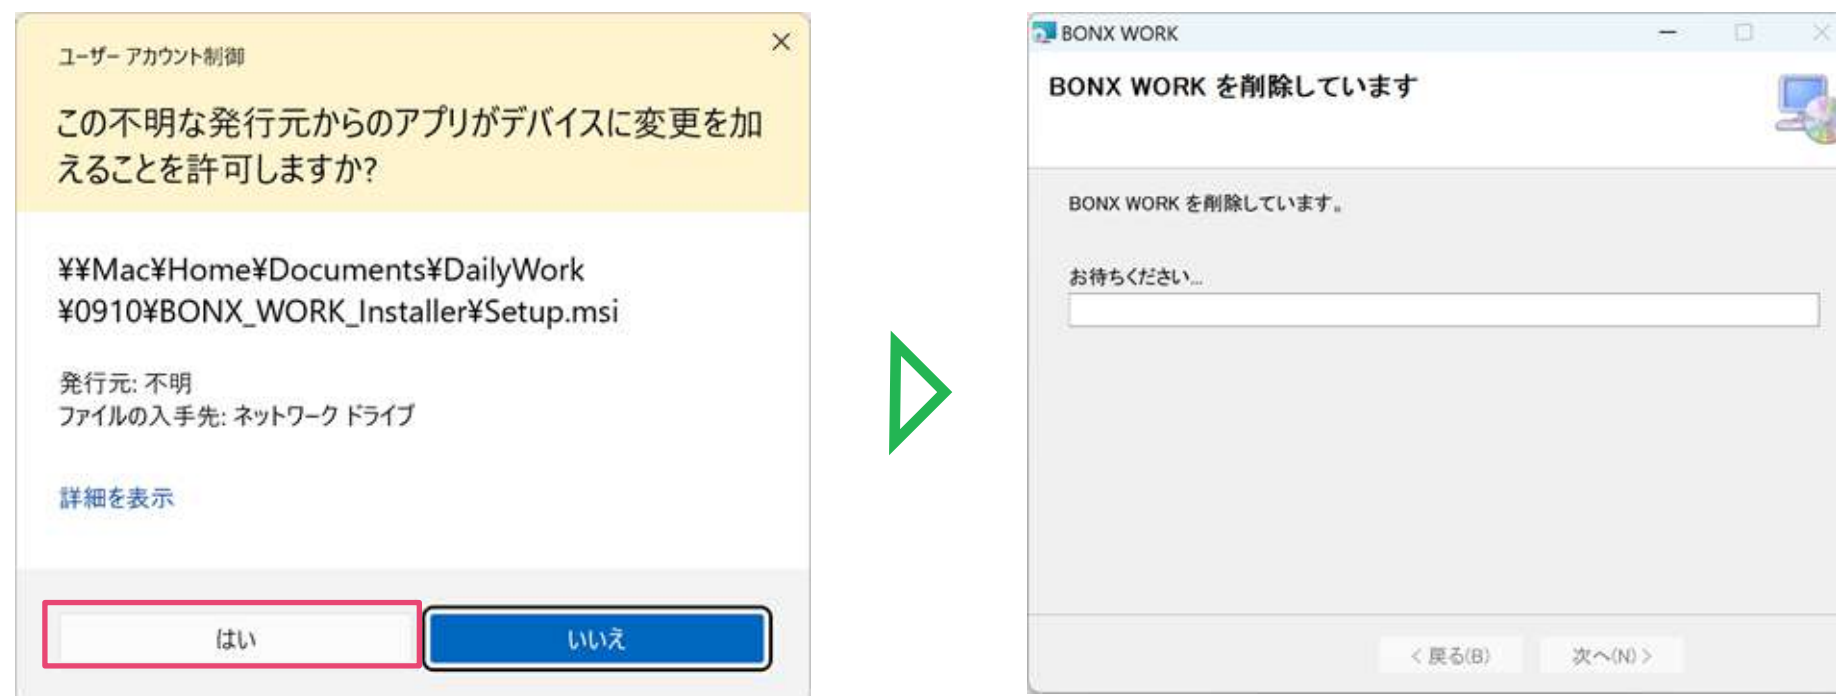 ユーザー アカウント制御
この不明な発行元からのアプリがデバイスに変更を加
えることを許可しますか?
¥¥Mac¥Home¥Documents¥DailyWork
¥0910¥BONX_WORK_Installer¥Setup.msi
発行元: 不明
ファイルの入手先: ネットワーク ドライブ
詳細を表示
はい
いいえ
BONX WORK
BONX WORK を削除しています
BONX WORK を削除しています。
お待ちください...
< 戻る(B)
次へ(N) >